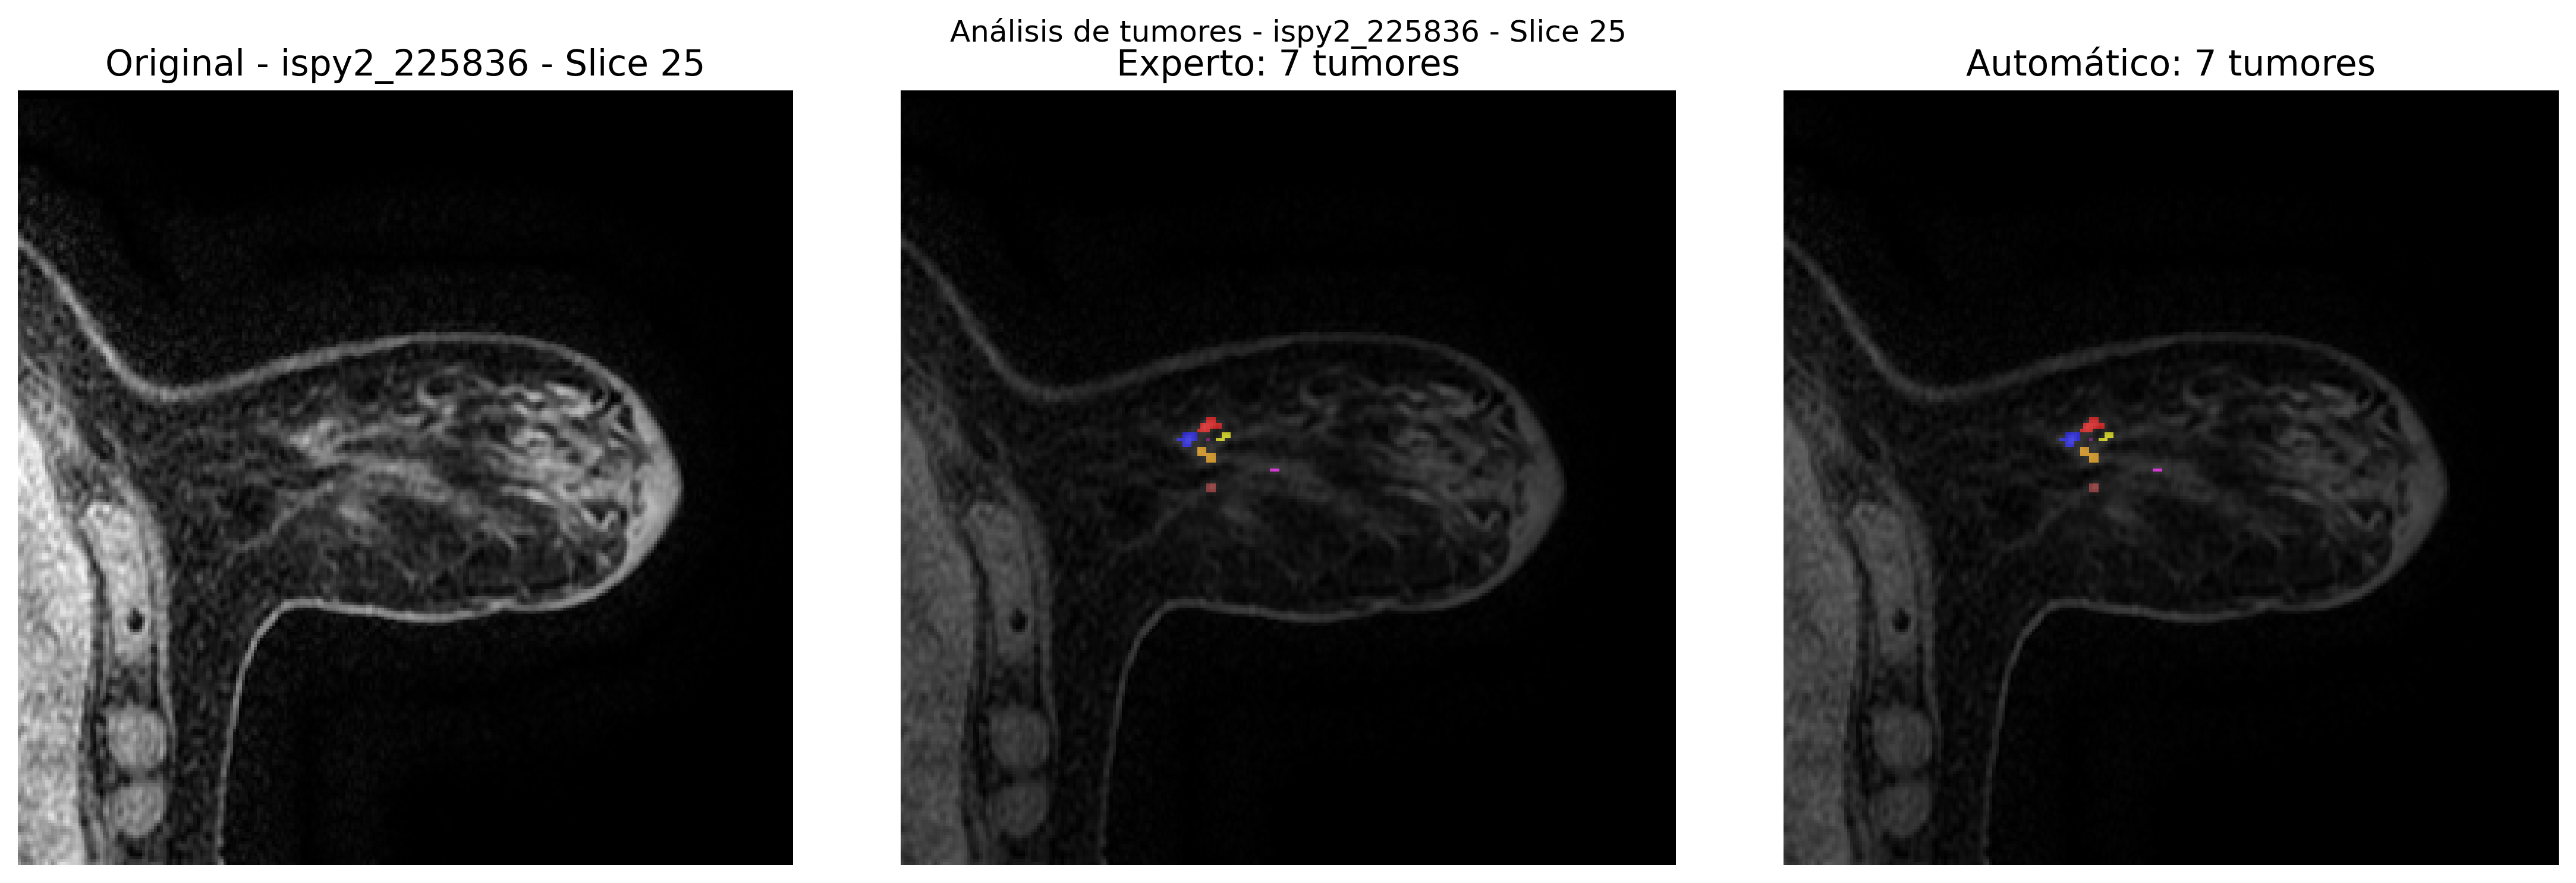 Análisis de tumores - ispy2_225836 - Slice 25
Original - ispy2_225836 - Slice 25
Experto: 7 tumores
Automático: 7 tumores